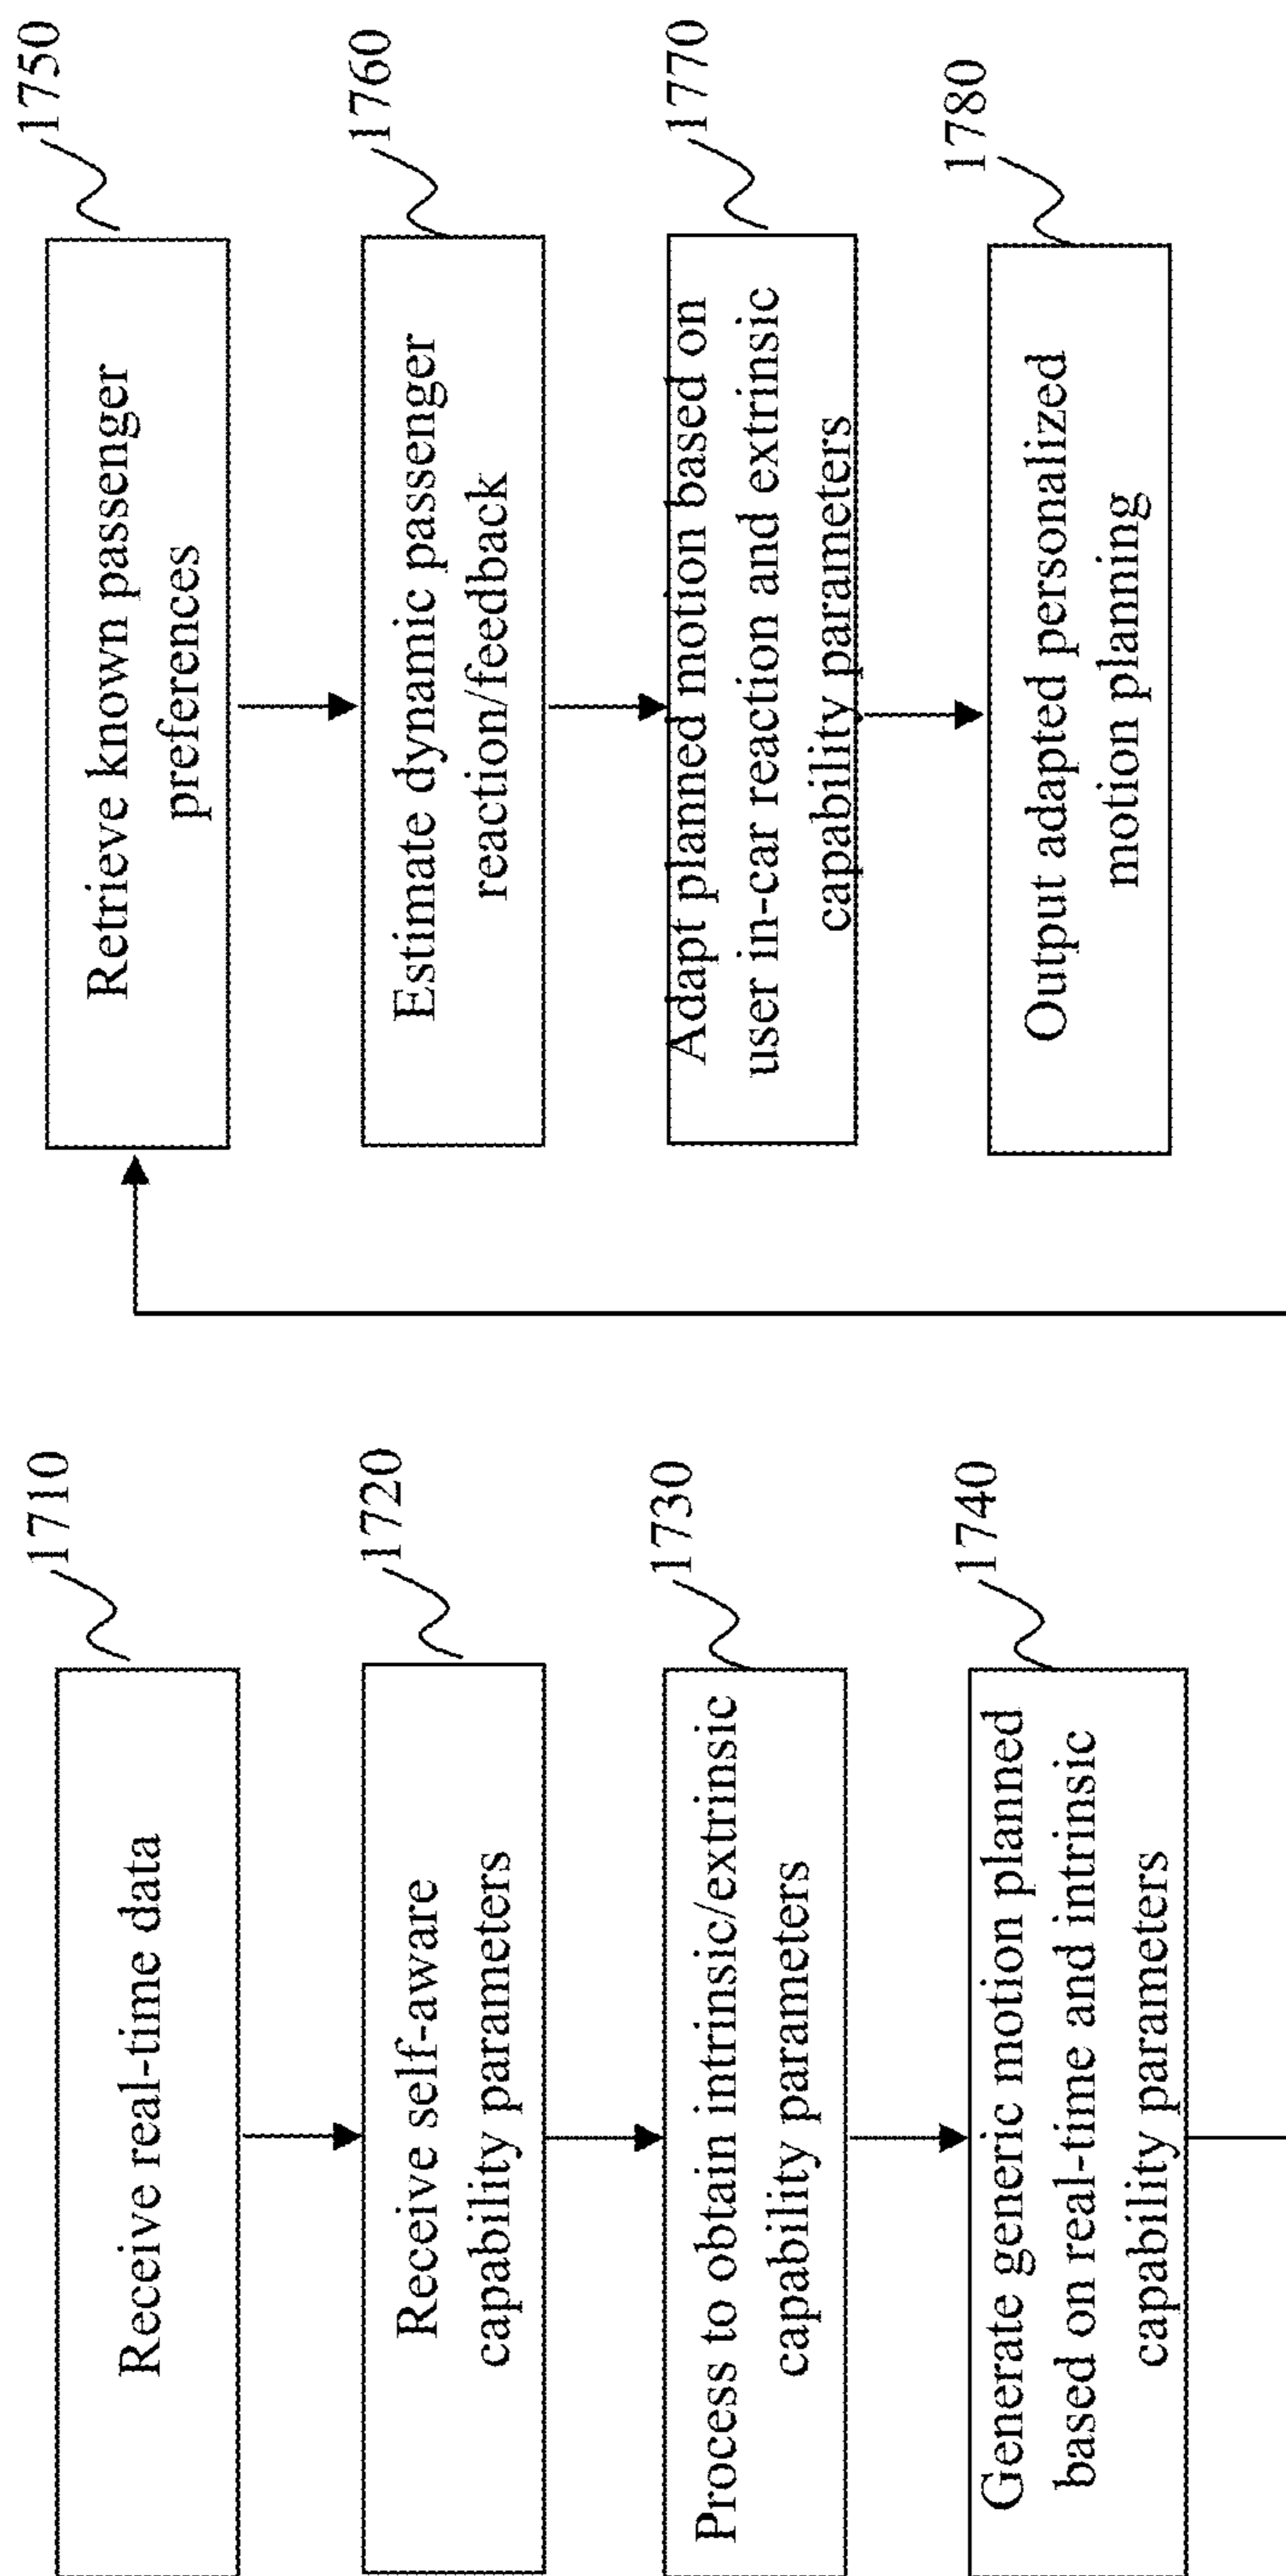 1710
Receive real-time data
1720
Receive self-aware
capability parameters
1730
Process to obtain intrinsic/extrinsic
capability parameters
1740
Generate generic motion planned
based on real-time and intrinsic
capability parameters
1750
Retrieve known passenger
preferences
1760
Estimate dynamic passenger
reaction/feedback
1770
Adapt planned motion based on
user in-car reaction and extrinsic
capability parameters
1780
Output adapted personalized
motion planning